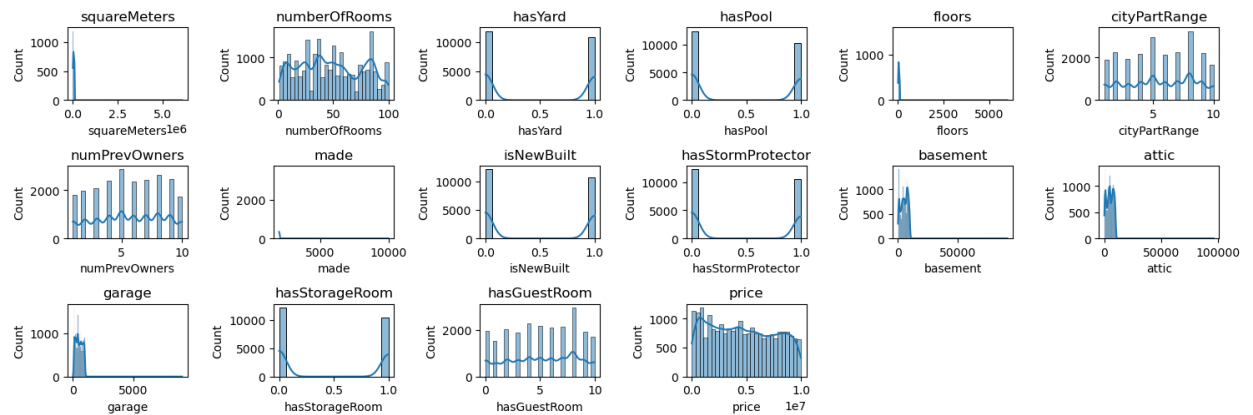 squareMeters numberOfRooms hasYard hasPool floors cityPartRange
Count 1000 500 0 0.0 2.5 5.0 1e6 squareMeters
Count 1000 0 0 50 100 numberOfRooms
Count 10000 5000 0 0.0 0.5 1.0 hasYard
Count 10000 5000 0 0.0 0.5 1.0 hasPool
Count 1000 500 0 0 2500 5000 floors
Count 2000 0 5 10 cityPartRange
numPrevOwners made isNewBuilt hasStormProtector basement attic
Count 2000 0 5 10 numPrevOwners
Count 5000 10000 made
Count 10000 5000 0 0.0 0.5 1.0 isNewBuilt
Count 10000 5000 0 0.0 0.5 1.0 hasStormProtector
Count 1000 500 0 0 50000 basement
Count 1000 500 0 0 50000 100000 attic
garage hasStorageRoom hasGuestRoom price
Count 1000 0 0 5000 garage
Count 10000 5000 0 0.0 0.5 1.0 hasStorageRoom
Count 2000 0 0 5 10 hasGuestRoom
Count 1000 500 0 0.0 0.5 1.0 1e7 price